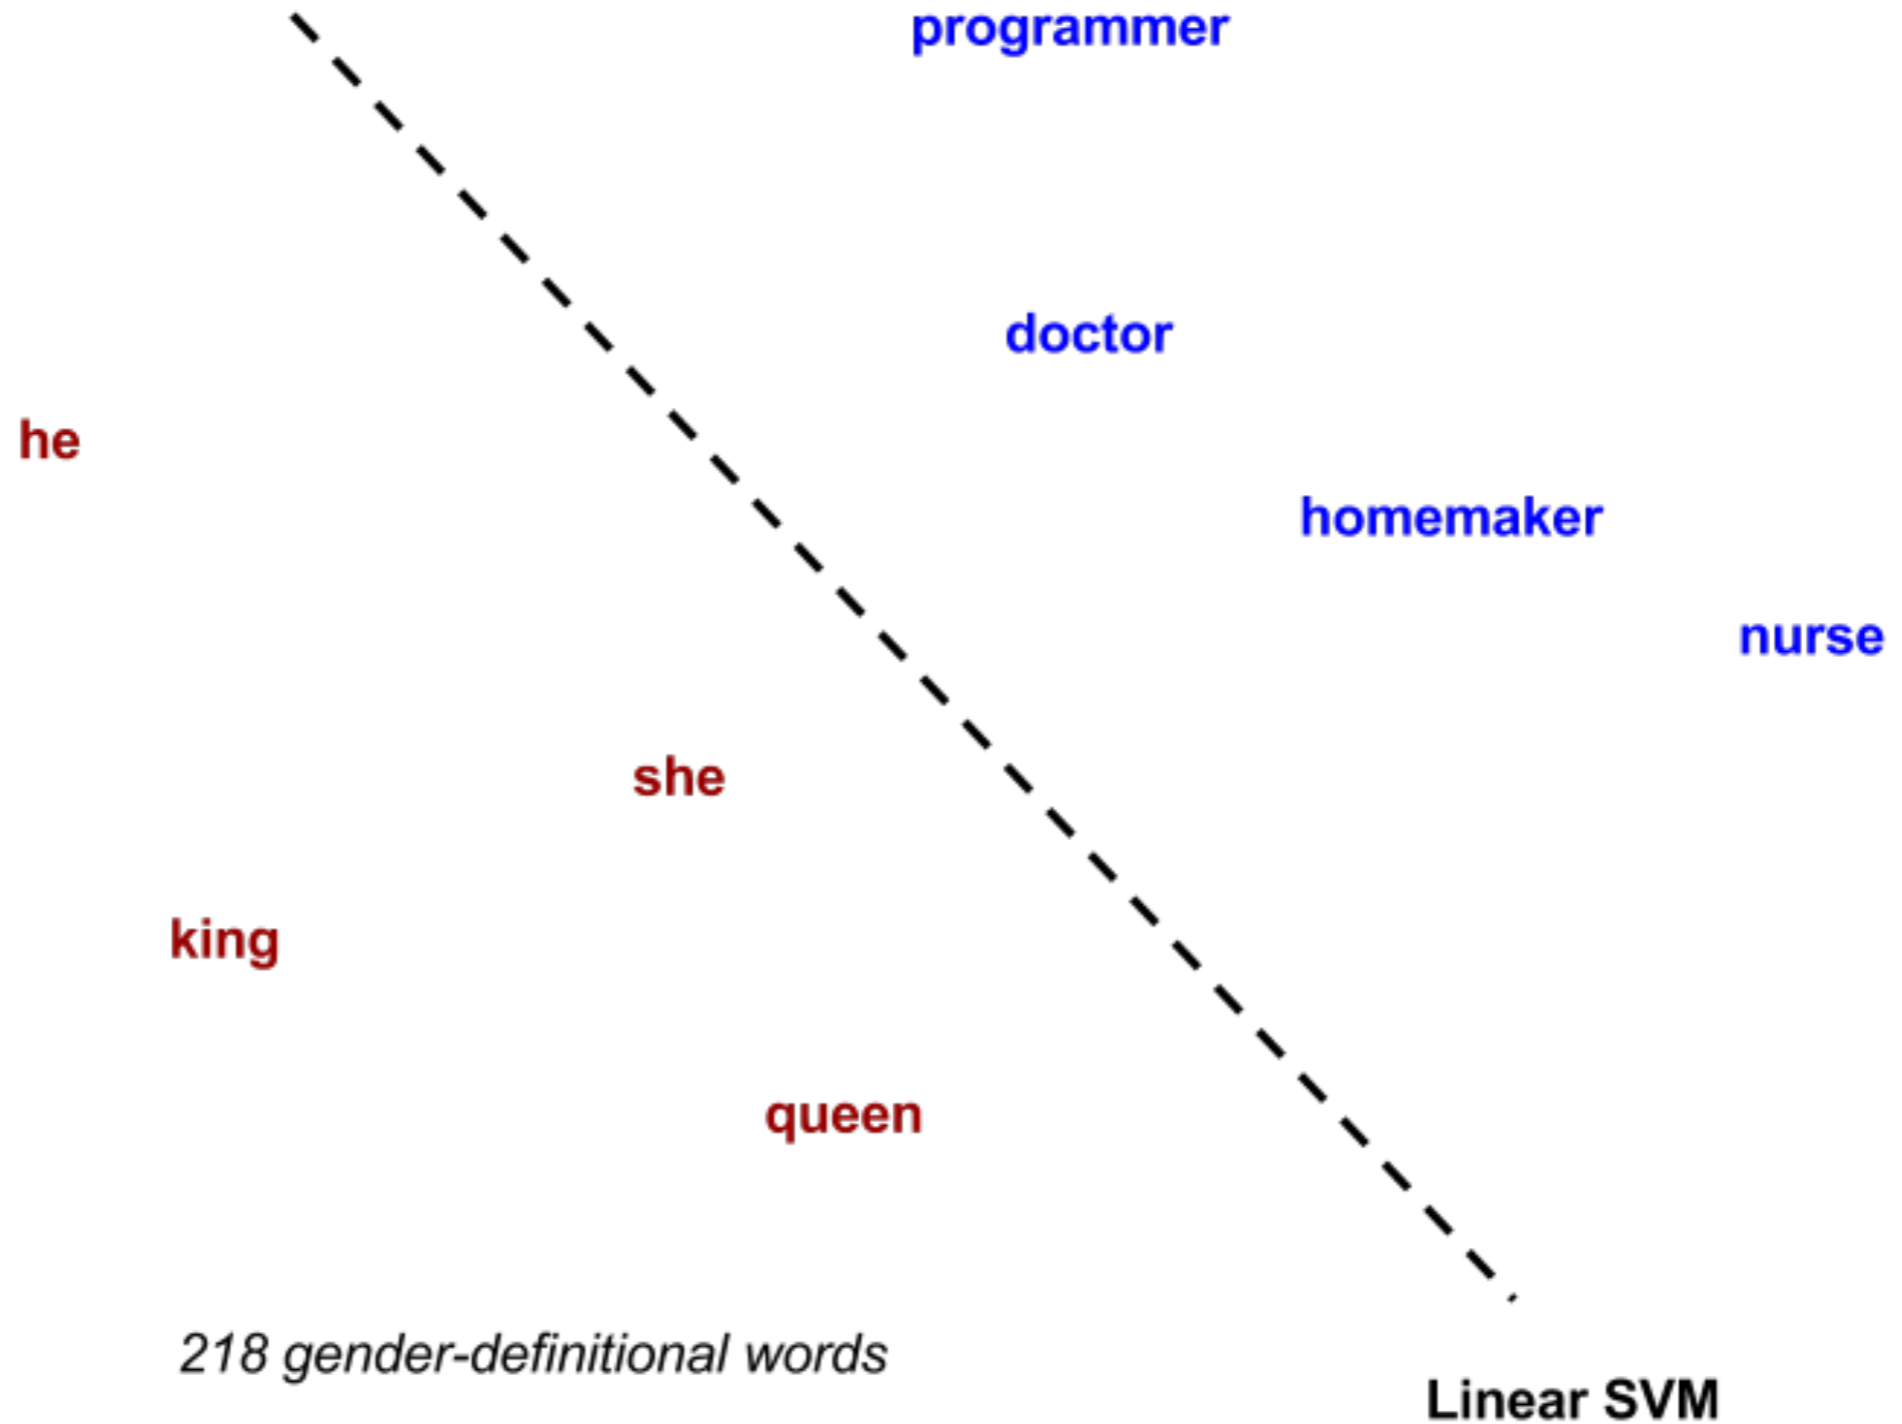 programmer
doctor
he
homemaker
nurse
she
king
queen
218 gender-definitional words
Linear SVM